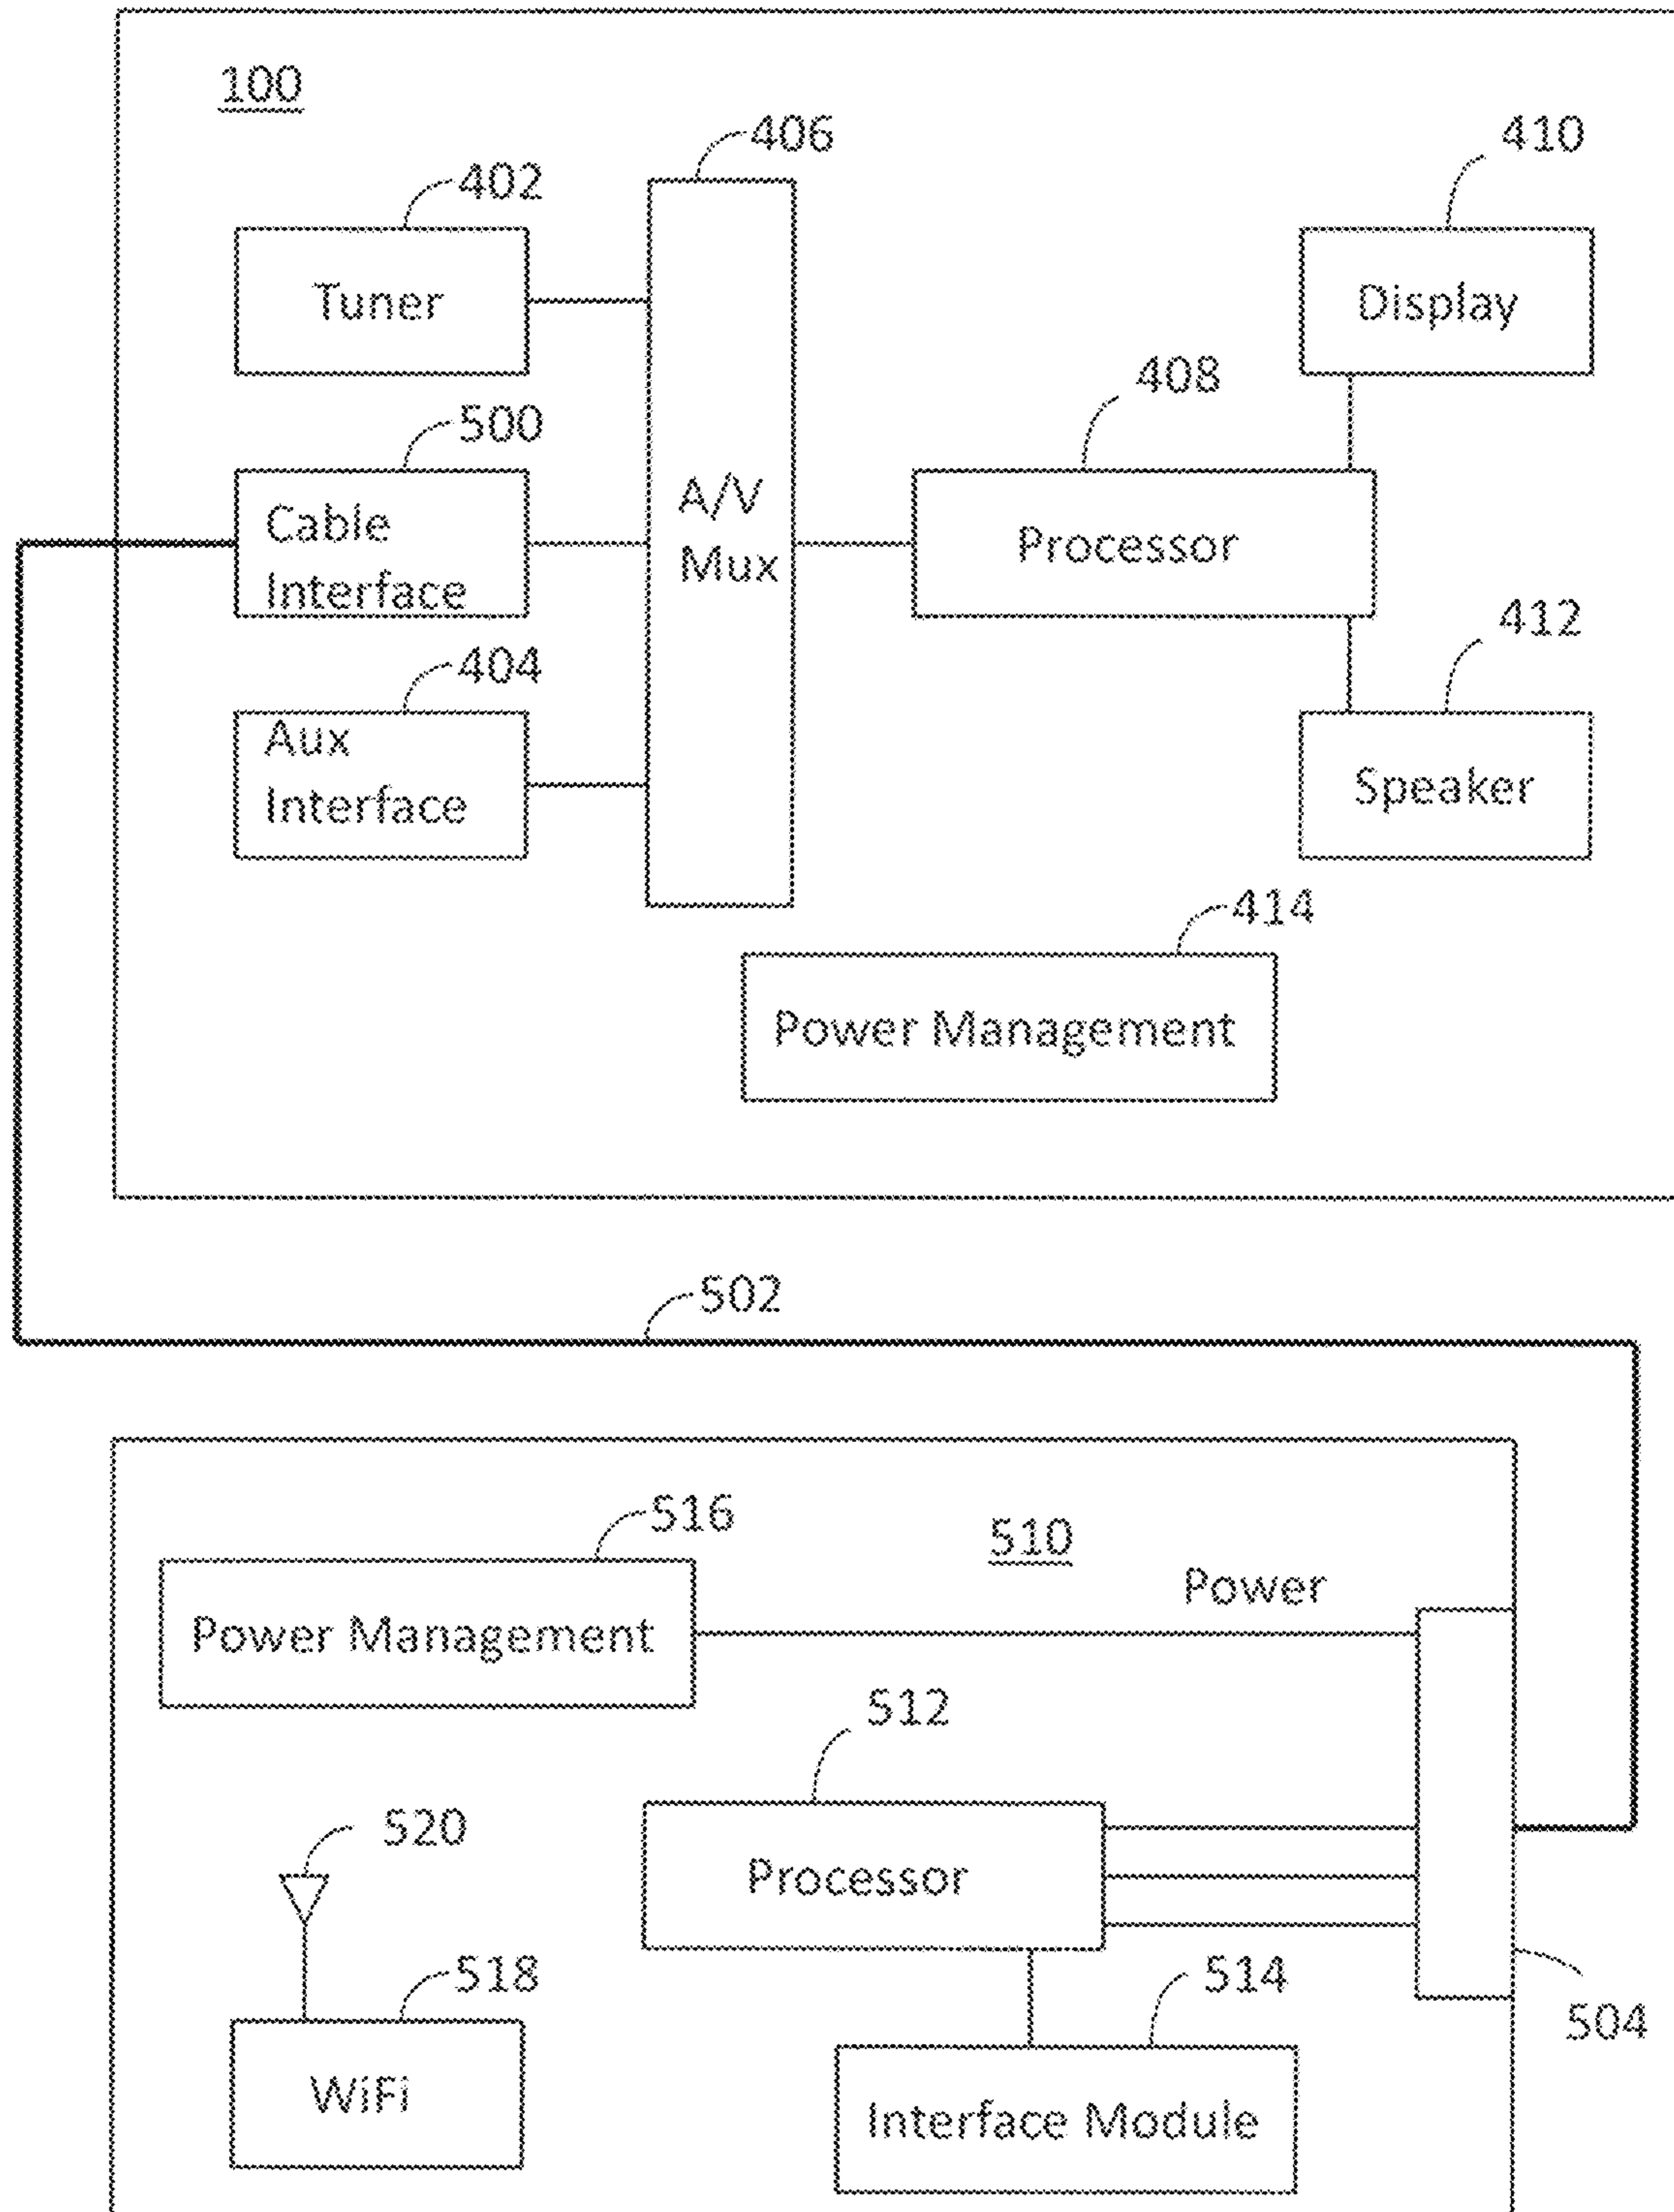 100
406
410
402
Tuner
Display
408
500
Cable
Interface
A/V
Mux
Processor
412
404
Aux
Interface
Speaker
414
Power Management
502
516
510
Power
Power Management
512
520
Processor
518
514
504
WiFi
Interface Module